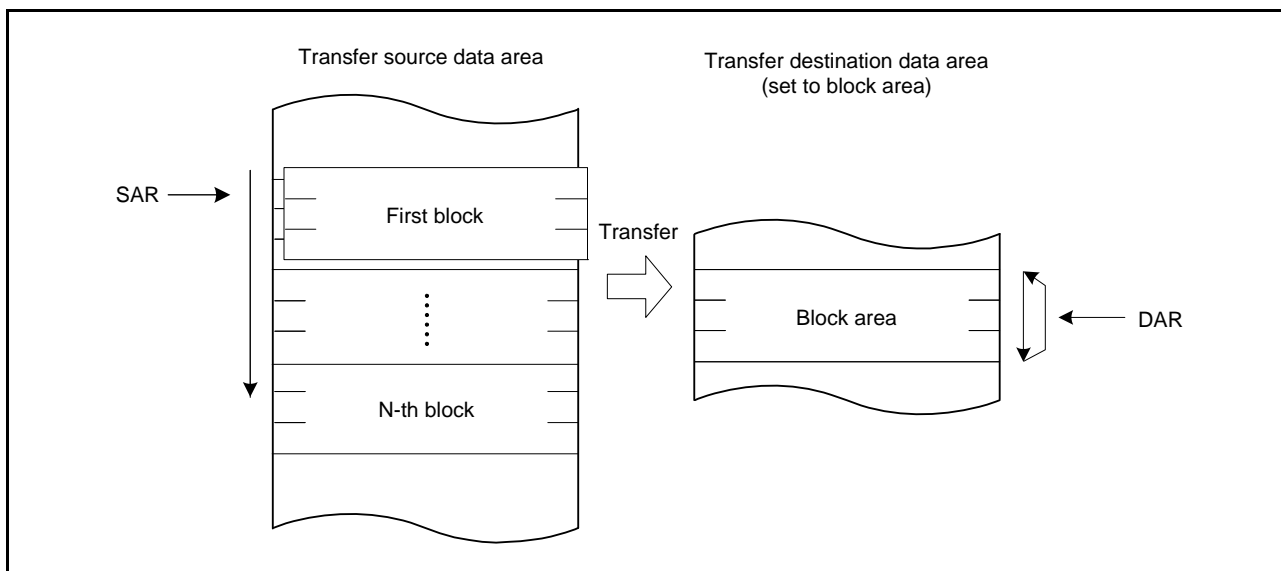 Transfer source data area
Transfer destination data area
(set to block area)
SAR
First block
Transfer
Block area
DAR
N-th block